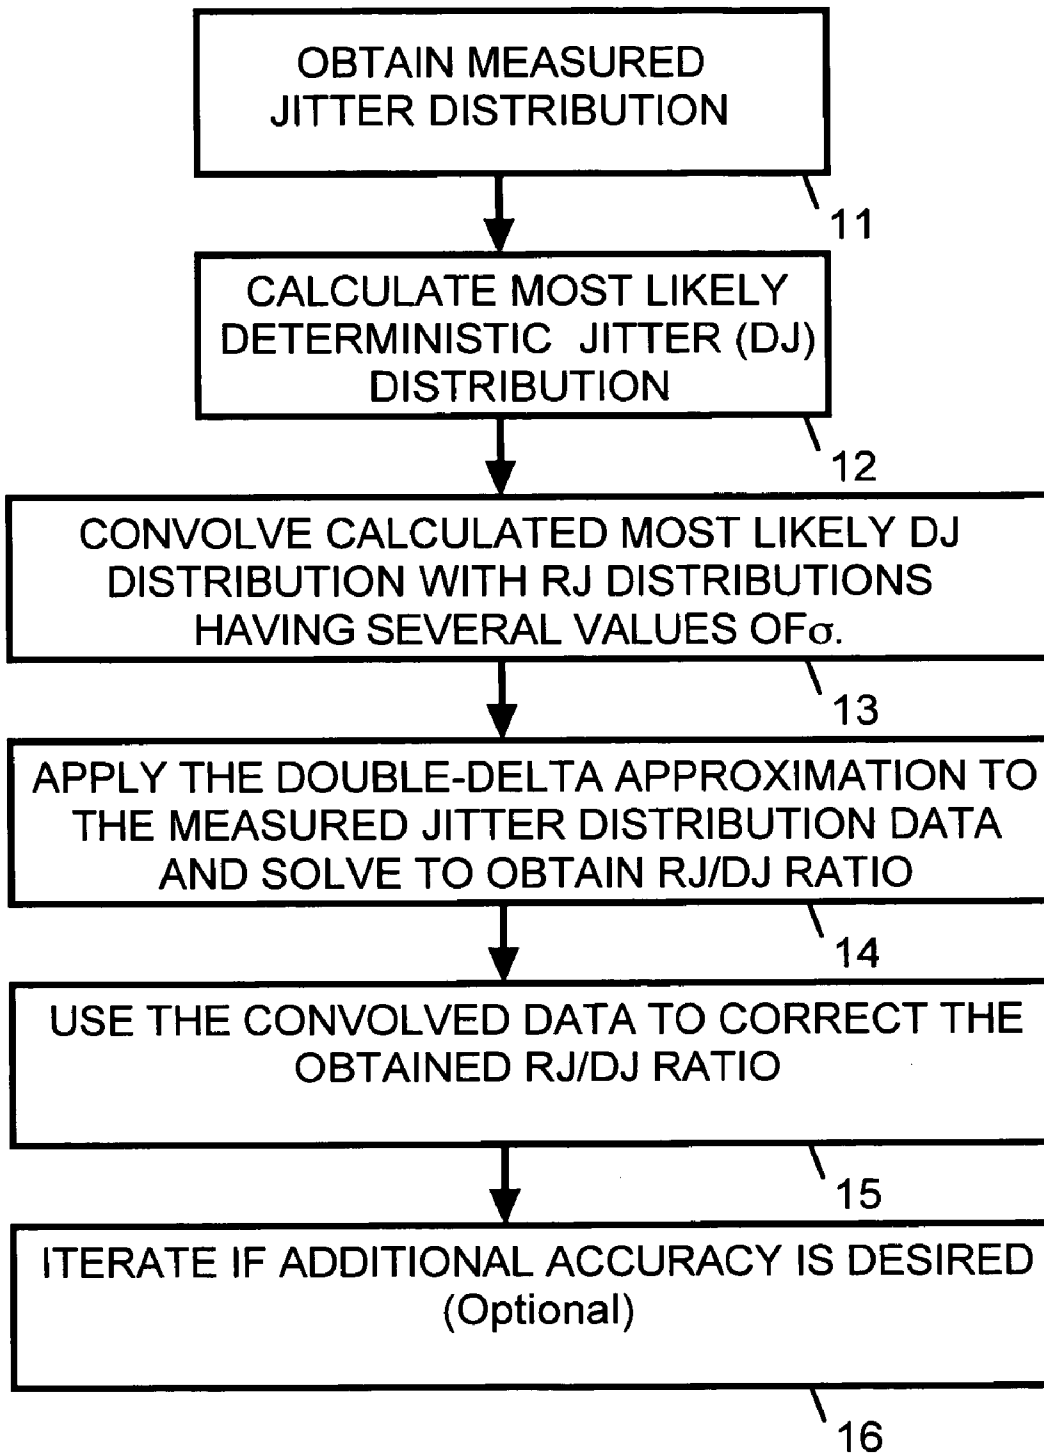 OBTAIN MEASURED
JITTER DISTRIBUTION
11
CALCULATE MOST LIKELY
DETERMINISTIC JITTER (DJ)
DISTRIBUTION
12
CONVOLVE CALCULATED MOST LIKELY DJ
DISTRIBUTION WITH RJ DISTRIBUTIONS
HAVING SEVERAL VALUES OFσ.
13
APPLY THE DOUBLE-DELTA APPROXIMATION TO
THE MEASURED JITTER DISTRIBUTION DATA
AND SOLVE TO OBTAIN RJ/DJ RATIO
14
USE THE CONVOLVED DATA TO CORRECT THE
OBTAINED RJ/DJ RATIO
15
ITERATE IF ADDITIONAL ACCURACY IS DESIRED
(Optional)
16